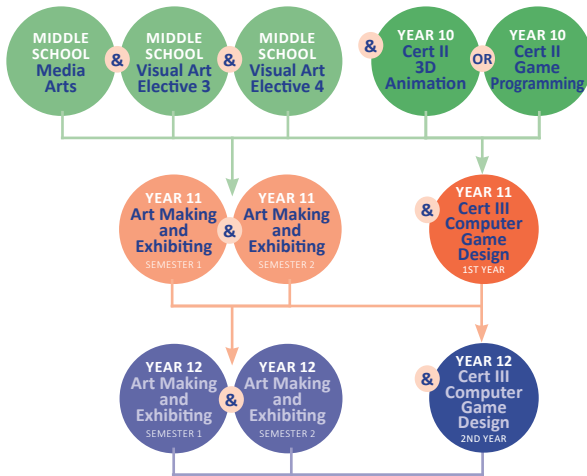 MIDDLE
SCHOOL
Media
Arts
&
MIDDLE
SCHOOL
Visual Art
Elective 3
&
MIDDLE
SCHOOL
Visual Art
Elective 4
&
YEAR 10
Cert II
3D
Animation
OR
YEAR 10
Cert II
Game
Programming
YEAR 11
Art Making
and
Exhibiting
SEMESTER 1
&
YEAR 11
Art Making
and
Exhibiting
SEMESTER 2
&
YEAR 11
Cert III
Computer
Game
Design
1ST YEAR
YEAR 12
Art Making
and
Exhibiting
SEMESTER 1
&
YEAR 12
Art Making
and
Exhibiting
SEMESTER 2
&
YEAR 12
Cert III
Computer
Game
Design
2ND YEAR